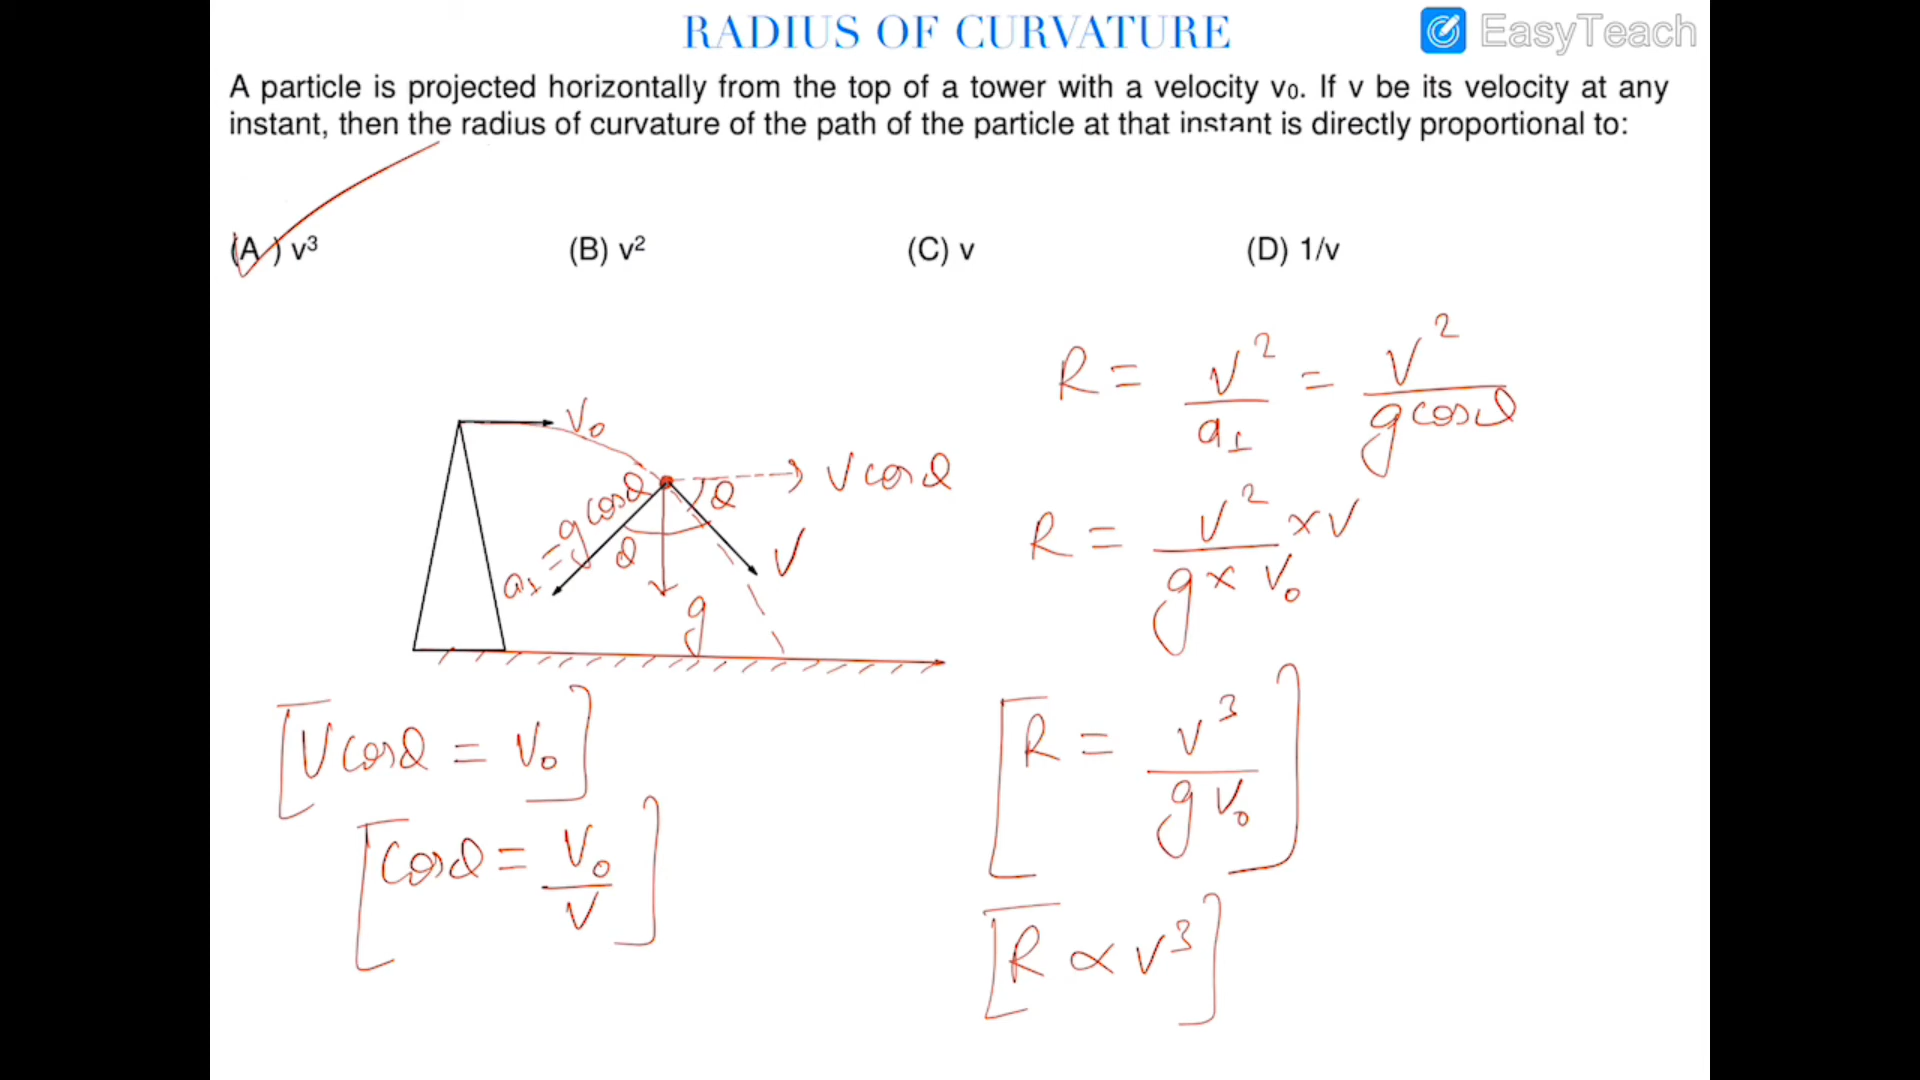 RADIUS OF CURVATURE
EasyTeach
A particle is projected horizontally from the top of a tower with a velocity v₀. If v be its velocity at any
instant, then the radius of curvature of the path of the particle at that instant is directly proportional to:
(A) v³ (B) v² (C) v (D) 1/v
R = v²/a⊥ = v²/g cosθ
V₀
V cosθ
θ
a⊥ = g cosθ
θ
V
g
R = v² × v / g × V₀
[V cosθ = V₀]
[R = v³/g V₀]
[cosθ = V₀/V]
[R ∝ v³]